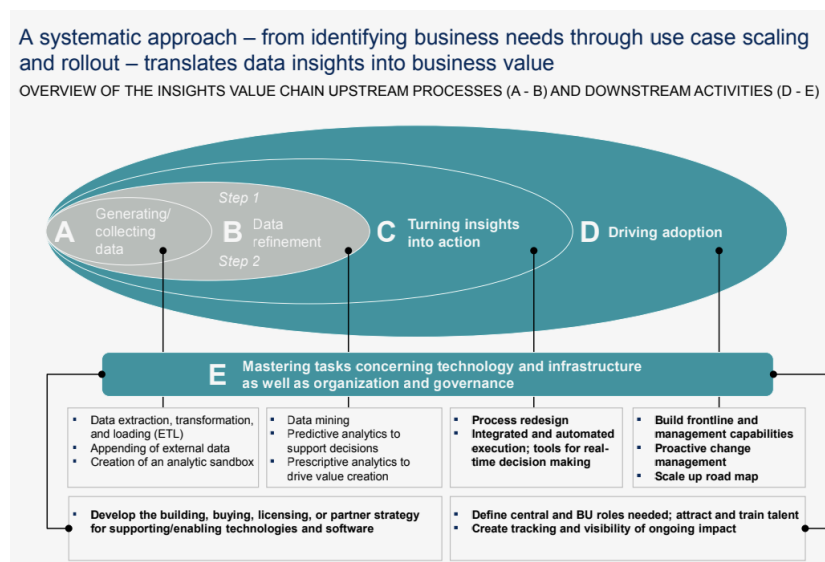 A systematic approach – from identifying business needs through use case scaling
and rollout – translates data insights into business value
OVERVIEW OF THE INSIGHTS VALUE CHAIN UPSTREAM PROCESSES (A - B) AND DOWNSTREAM ACTIVITIES (D - E)
Step 1
A
Generating/
collecting
data
B
Data
refinement
Step 2
C
Turning insights
into action
D
Driving adoption
E
Mastering tasks concerning technology and infrastructure
as well as organization and governance
▪ Data extraction, transformation,
and loading (ETL)
▪ Appending of external data
▪ Creation of an analytic sandbox
▪ Data mining
▪ Predictive analytics to
support decisions
▪ Prescriptive analytics to
drive value creation
▪ Process redesign
▪ Integrated and automated
execution; tools for real-
time decision making
▪ Build frontline and
management capabilities
▪ Proactive change
management
▪ Scale up road map
▪ Develop the building, buying, licensing, or partner strategy
for supporting/enabling technologies and software
▪ Define central and BU roles needed; attract and train talent
▪ Create tracking and visibility of ongoing impact